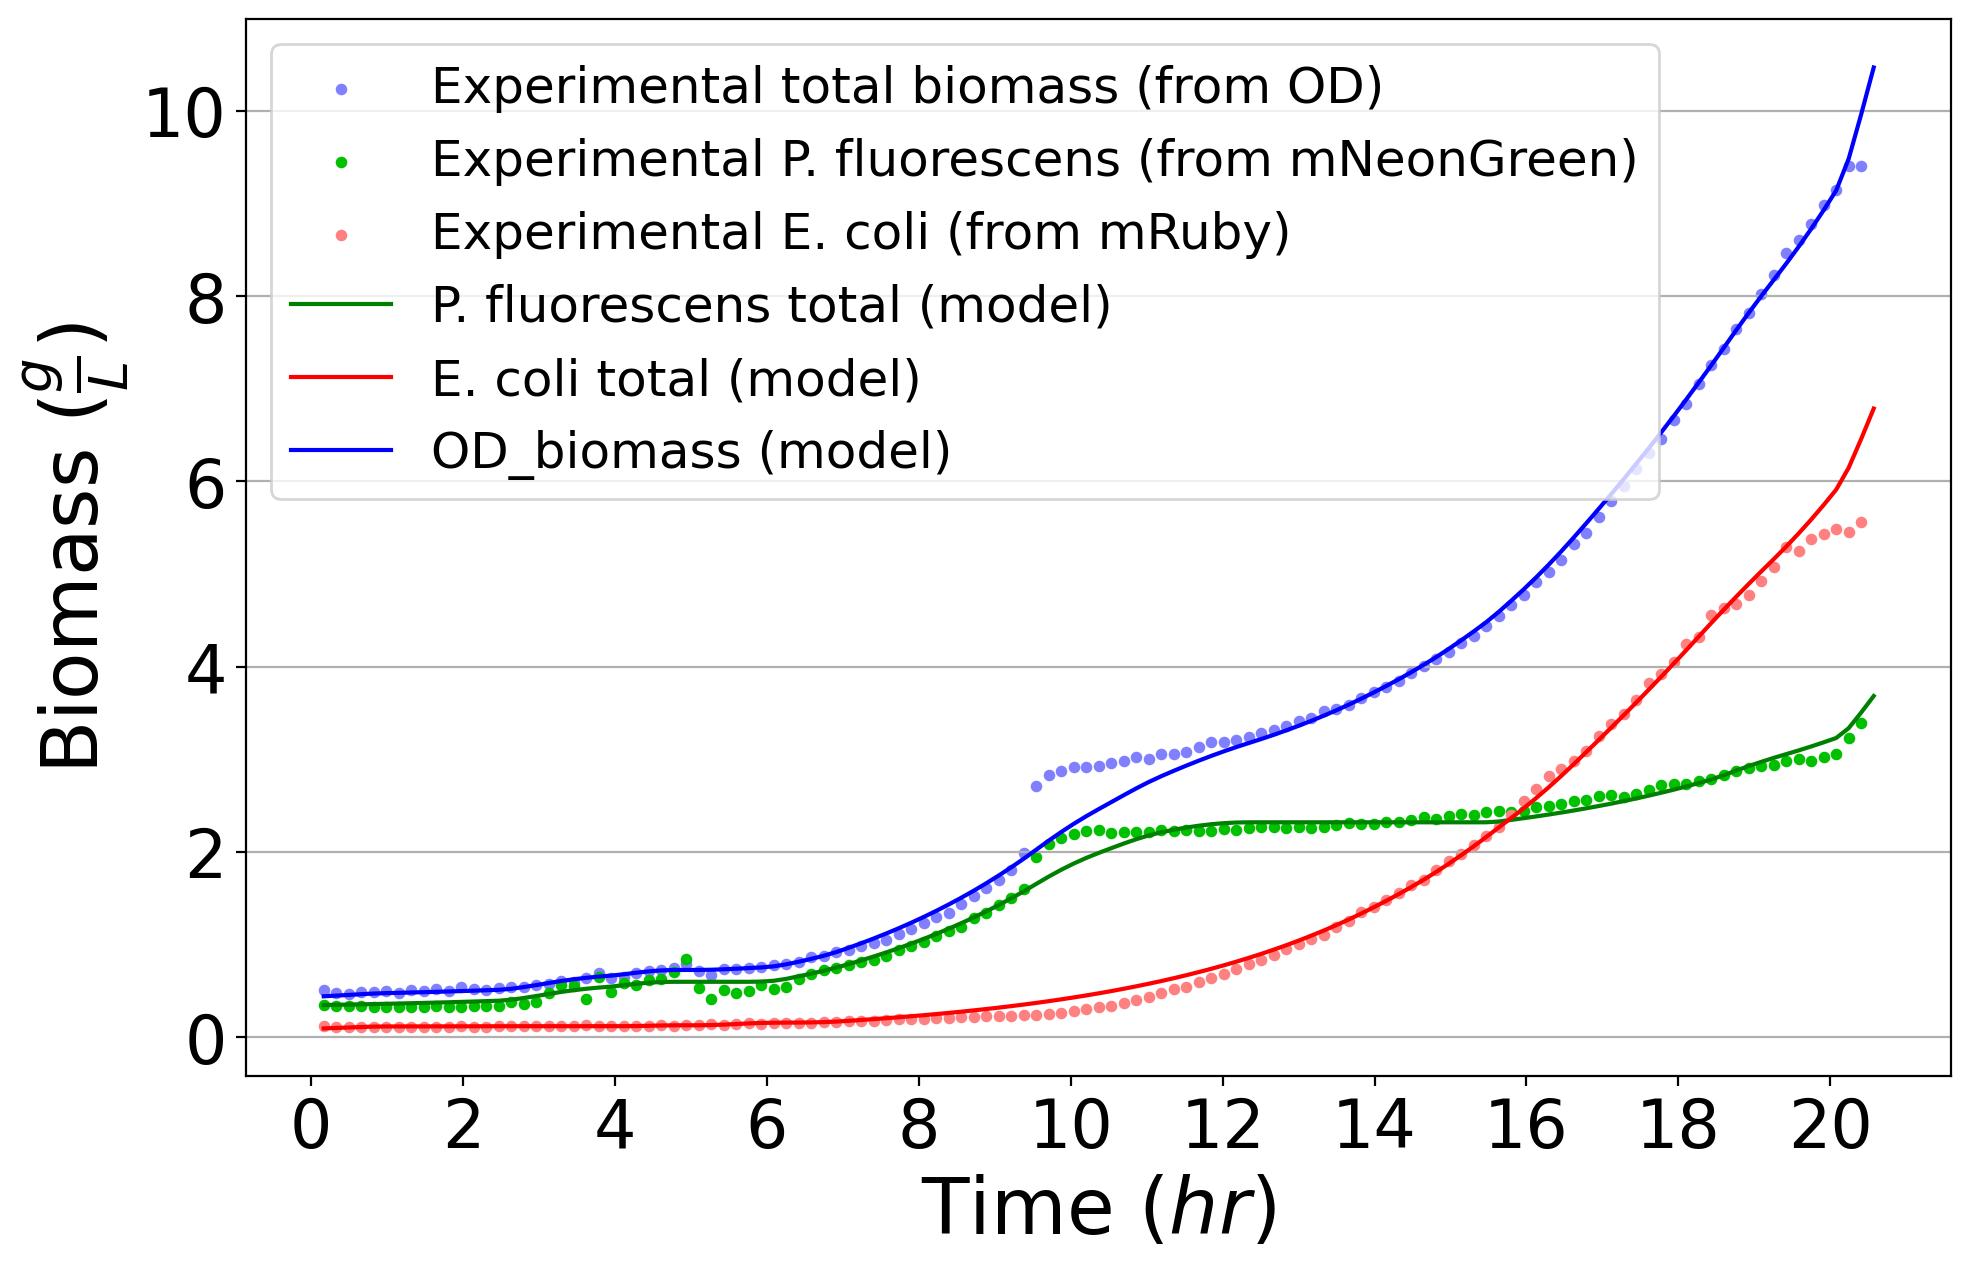 Experimental total biomass (from OD)
Experimental P. fluorescens (from mNeonGreen)
Experimental E. coli (from mRuby)
P. fluorescens total (model)
E. coli total (model)
OD_biomass (model)
10
8
6
4
2
0
Biomass (g/L)
0 2 4 6 8 10 12 14 16 18 20
Time (hr)